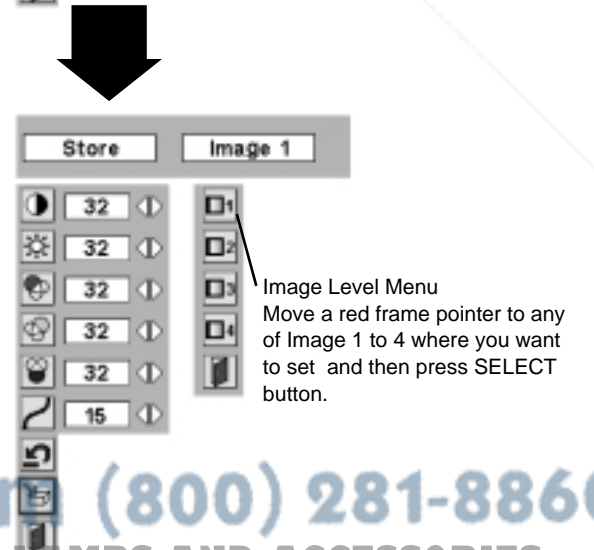 Store Image 1
32 1
32 2
32 3
32 4
32
15
Image Level Menu
Move a red frame pointer to any
of Image 1 to 4 where you want
to set and then press SELECT
button.
(800) 281-886
AND ACCESSORIES